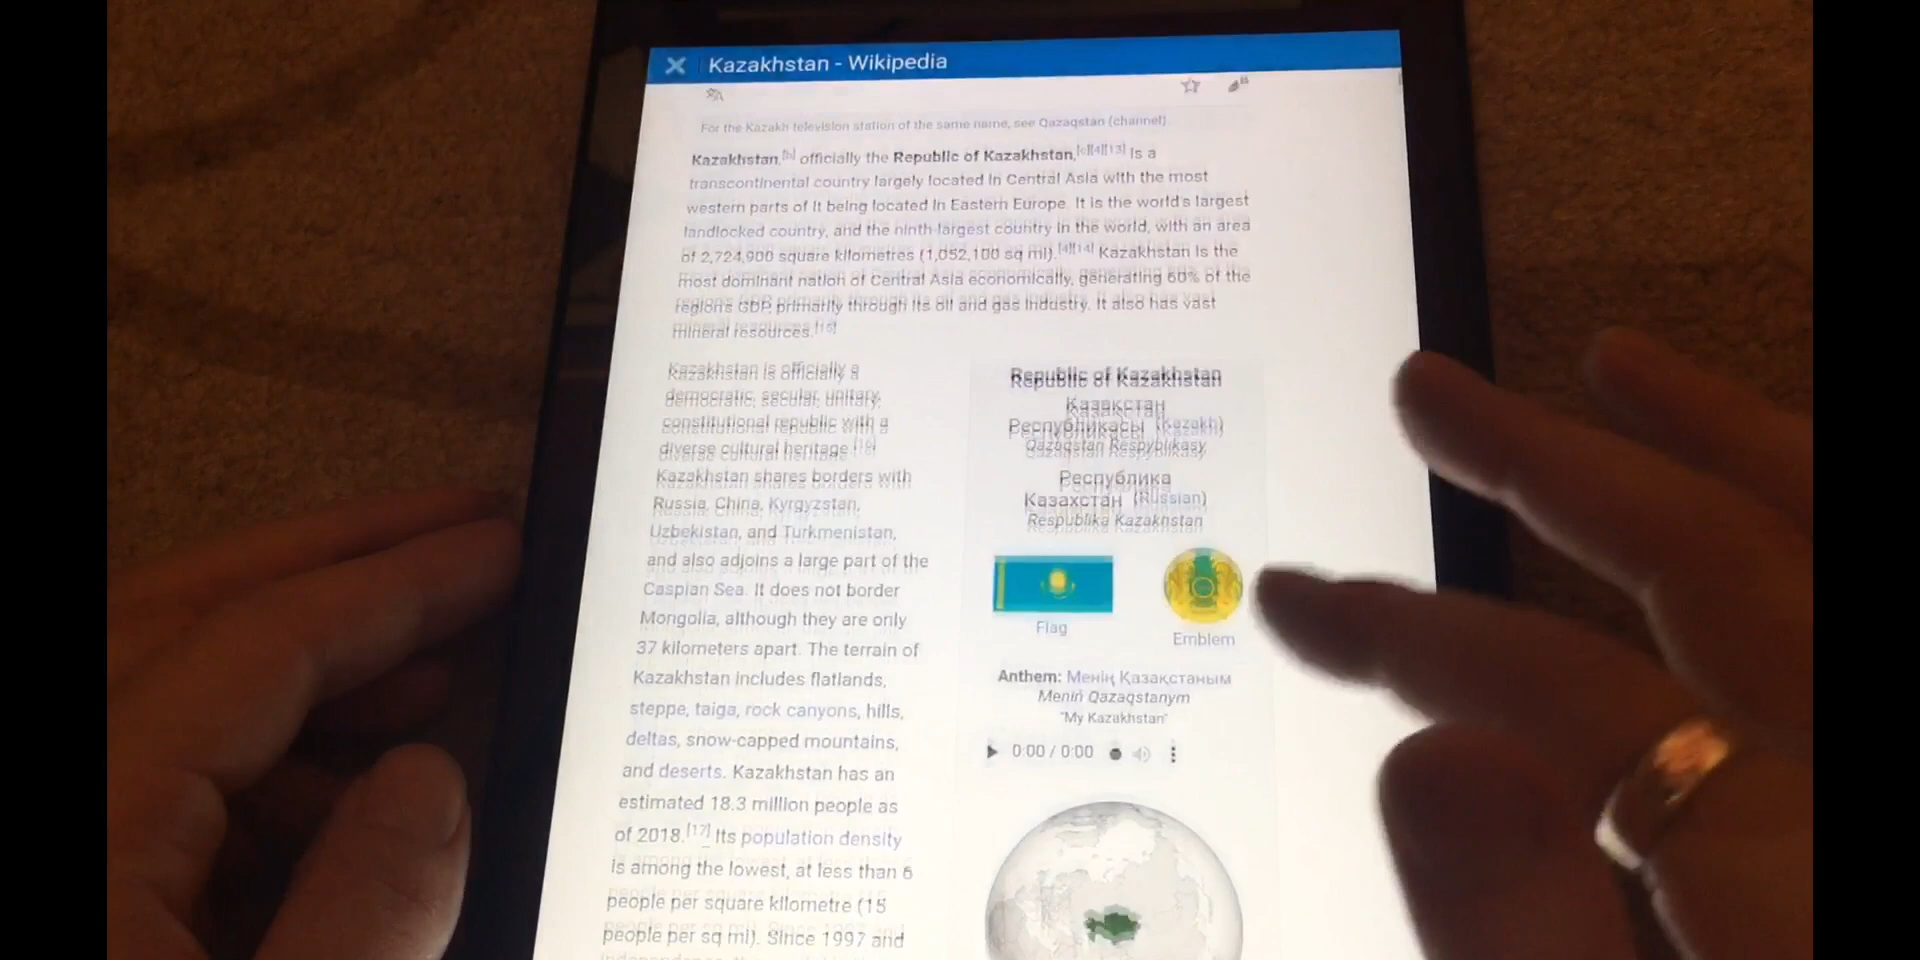 Kazakhstan - Wikipedia
For the Kazakh television station of the same name, see Qazaqstan (channel).
Kazakhstan,[b] officially the Republic of Kazakhstan,[c][4][13] is a
transcontinental country largely located in Central Asia with the most
western parts of it being located in Eastern Europe. It is the world's largest
landlocked country, and the ninth-largest country in the world, with an area
of 2,724,900 square kilometres (1,052,100 sq mi).[4][14] Kazakhstan is the
most dominant nation of Central Asia economically, generating 60% of the
region's GDP, primarily through its oil and gas industry. It also has vast
mineral resources.[15]
Kazakhstan is officially a
democratic, secular, unitary,
constitutional republic with a
diverse cultural heritage.[16]
Kazakhstan shares borders with
Russia, China, Kyrgyzstan,
Uzbekistan, and Turkmenistan,
and also adjoins a large part of the
Caspian Sea. It does not border
Mongolia, although they are only
37 kilometers apart. The terrain of
Kazakhstan includes flatlands,
steppe, taiga, rock canyons, hills,
deltas, snow-capped mountains,
and deserts. Kazakhstan has an
estimated 18.3 million people as
of 2018.[17] Its population density
is among the lowest, at less than 6
people per square kilometre (15
people per sq mi). Since 1997 and
Republic of Kazakhstan
Казақстан
Республикасы (Kazakh)
Qazaqstan Respýblıkasy
Республика
Казахстан (Russian)
Respublika Kazakhstan
Flag
Emblem
Anthem: Менің Қазақстаным
Meniń Qazaqstanym
"My Kazakhstan"
0:00 / 0:00